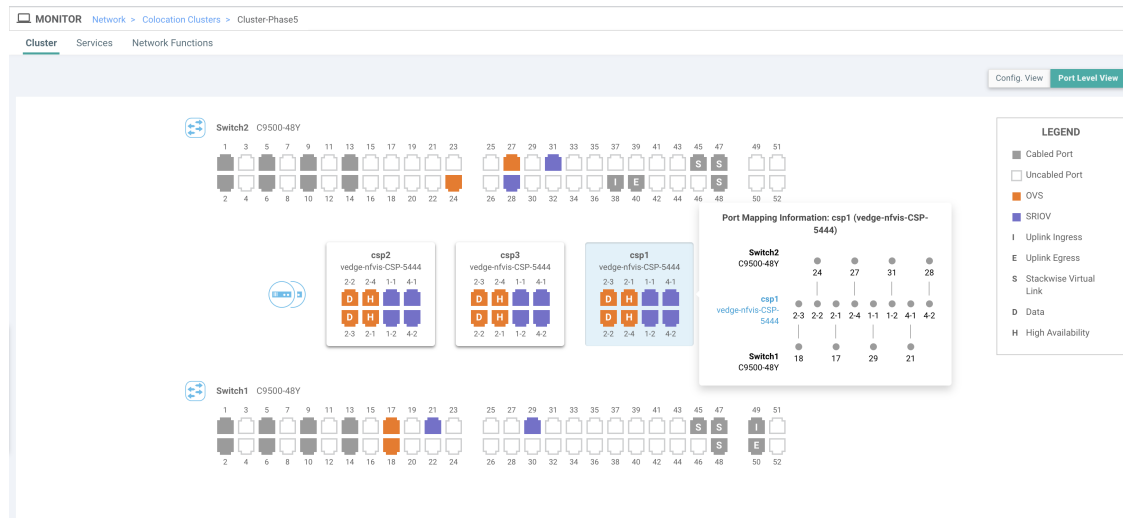 MONITOR Network > Colocation Clusters > Cluster-Phase5
Cluster Services Network Functions
Config. View Port Level View
Switch2 C9500-48Y
1 3 5 7 9 11 13 15 17 19 21 23 25 27 29 31 33 35 37 39 41 43 45 47 49 51
S S
I E S
2 4 6 8 10 12 14 16 18 20 22 24 26 28 30 32 34 36 38 40 42 44 46 48 50 52
LEGEND
Cabled Port
Uncabled Port
OVS
SRIOV
I Uplink Ingress
E Uplink Egress
S Stackwise Virtual
Link
D Data
H High Availability
csp2
vedge-nfvis-CSP-5444
2-2 2-4 1-1 4-1
D H
D H
2-3 2-1 1-2 4-2
csp3
vedge-nfvis-CSP-5444
2-3 2-4 1-1 4-1
D H
D H
2-2 2-1 1-2 4-2
csp1
vedge-nfvis-CSP-5444
2-3 2-1 1-1 4-1
D H
D H
2-2 2-4 1-2 4-2
Port Mapping Information: csp1 (vedge-nfvis-CSP-
5444)
Switch2
C9500-48Y
24 27 31 28
csp1
vedge-nfvis-CSP-
5444
2-3 2-2 2-1 2-4 1-1 1-2 4-1 4-2
Switch1
C9500-48Y
18 17 29 21
Switch1 C9500-48Y
1 3 5 7 9 11 13 15 17 19 21 23 25 27 29 31 33 35 37 39 41 43 45 47 49 51
S S I
S E
2 4 6 8 10 12 14 16 18 20 22 24 26 28 30 32 34 36 38 40 42 44 46 48 50 52